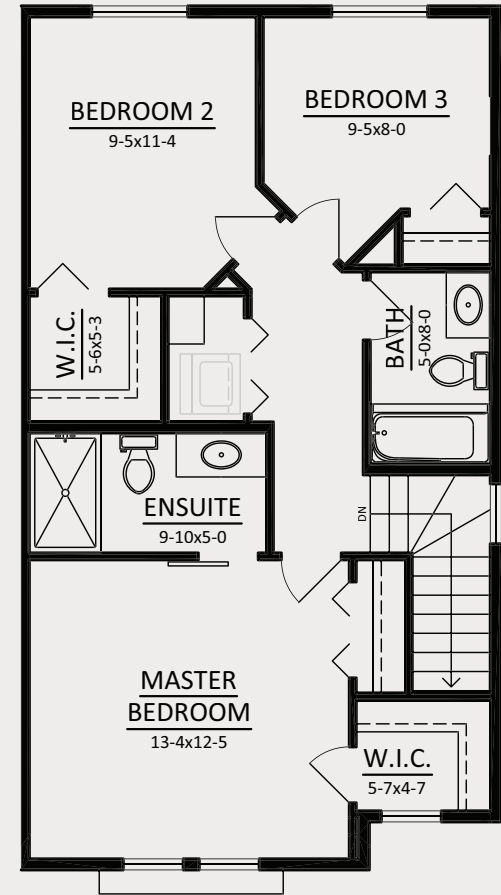 BEDROOM 2
9-5x11-4
BEDROOM 3
9-5x8-0
W.I.C.
5-6x5-3
BATH
5-0x8-0
ENSUITE
9-10x5-0
DN
MASTER
BEDROOM
13-4x12-5
W.I.C.
5-7x4-7